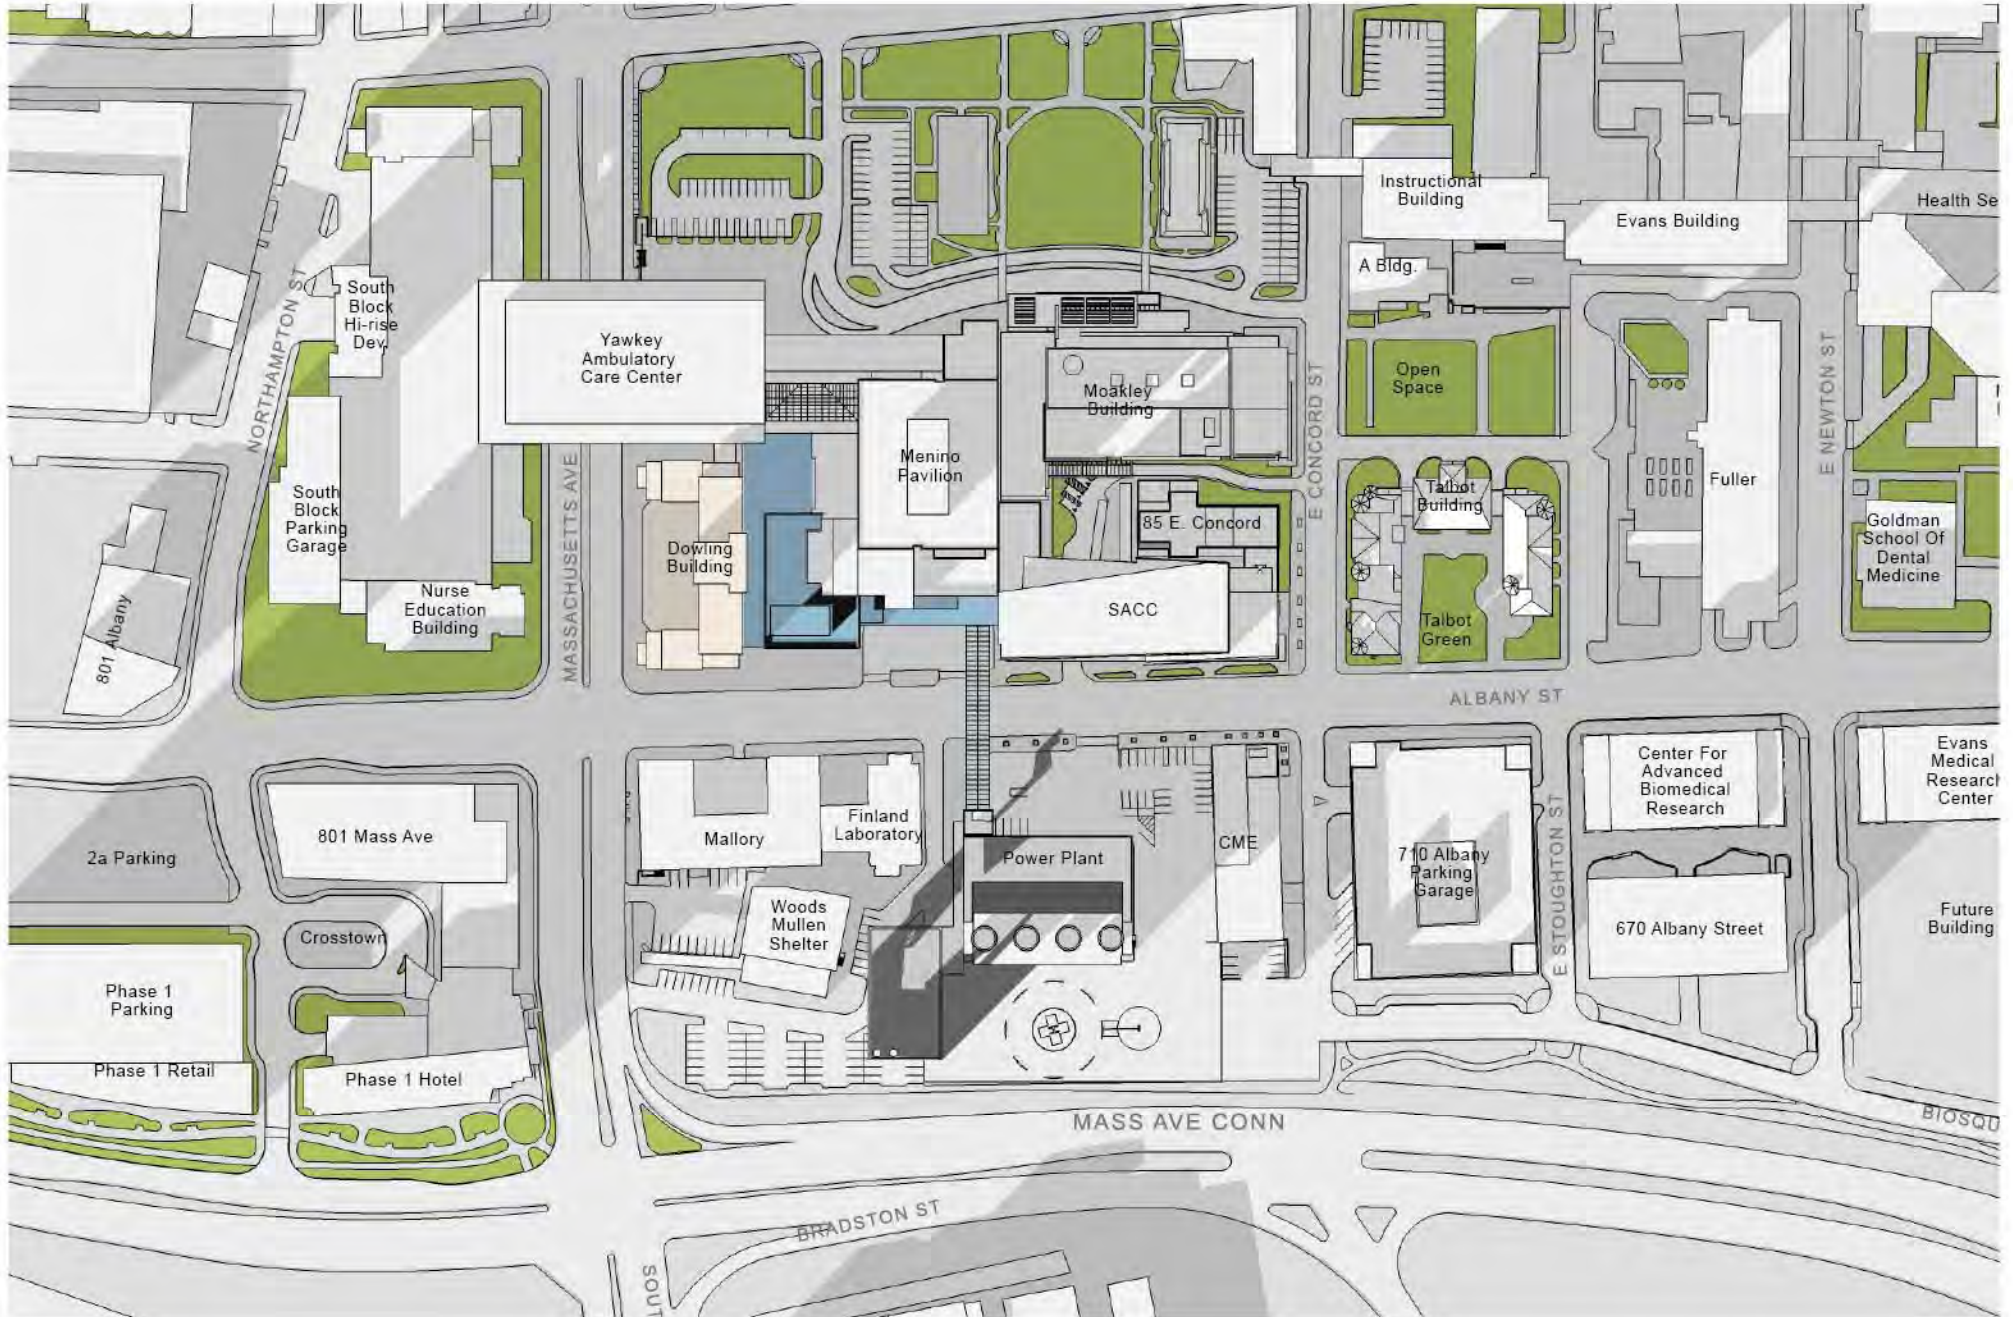 Instructional
Building
Evans Building
Health Se
A Bldg.
South
Block
Hi-rise
Dev.
NORTHAMPTON ST
Yawkey
Ambulatory
Care Center
Moakley
Building
Open
Space
E CONCORD ST
E NEWTON ST
Menino
Pavilion
South
Block
Parking
Garage
MASSACHUSETTS AVE
Dowling
Building
85 E. Concord
Talbot
Building
Fuller
Goldman
School Of
Dental
Medicine
Nurse
Education
Building
801 Albany
SACC
Talbot
Green
ALBANY ST
801 Mass Ave
2a Parking
Mallory
Finland
Laboratory
Power Plant
CME
710 Albany
Parking
Garage
E STOUGHTON ST
Center For
Advanced
Biomedical
Research
Evans
Medical
Research
Center
Crosstown
Woods
Mullen
Shelter
670 Albany Street
Future
Building
Phase 1
Parking
Phase 1 Retail
Phase 1 Hotel
MASS AVE CONN
BIOSQU
BRADSTON ST
SOUT